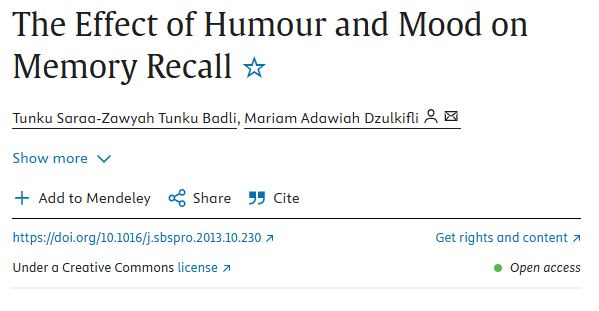 The Effect of Humour and Mood on
Memory Recall
Tunku Saraa-Zawyah Tunku Badli, Mariam Adawiah Dzulkifli
Show more
Add to Mendeley Share Cite
https://doi.org/10.1016/j.sbspro.2013.10.230 Get rights and content
Under a Creative Commons license Open access